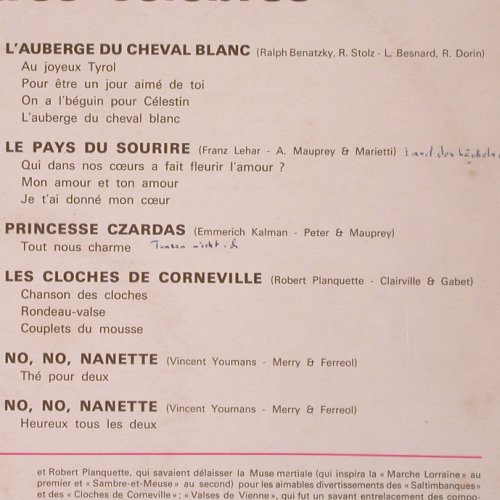 L'AUBERGE DU CHEVAL BLANC (Ralph Benatzky, R. Stolz - L. Besnard, R. Dorin)
Au joyeux Tyrol
Pour être un jour aimé de toi
On a l'béguin pour Célestin
L'auberge du cheval blanc
LE PAYS DU SOURIRE (Franz Lehar - A. Mauprey & Marietti) Land des Lächelns
Qui dans nos cœurs a fait fleurir l'amour ?
Mon amour et ton amour
Je t'ai donné mon cœur
PRINCESSE CZARDAS (Emmerich Kalman - Peter & Mauprey)
Tout nous charme Tanzen nicht ich
LES CLOCHES DE CORNEVILLE (Robert Planquette - Clairville & Gabet)
Chanson des cloches
Rondeau-valse
Couplets du mousse
NO, NO, NANETTE (Vincent Youmans - Merry & Ferreol)
Thé pour deux
NO, NO, NANETTE (Vincent Youmans - Merry & Ferreol)
Heureux tous les deux
et Robert Planquette, qui savaient délaisser la Muse martiale (qui inspira la « Marche Lorraine » au
premier et « Sambre-et-Meuse » au second) pour les aimables divertissements des « Saltimbanques »
et des « Cloches de Corneville » ; « Valses de Vienne », qui fut un savant entrelacement des compo-